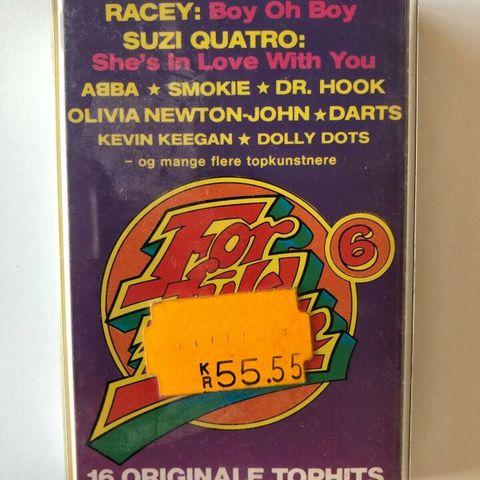 RACEY: Boy Oh Boy
SUZI QUATRO:
She's In Love With You
ABBA ★ SMOKIE ★ DR. HOOK
OLIVIA NEWTON-JOHN ★ DARTS
KEVIN KEEGAN ★ DOLLY DOTS
– og mange flere topkunstnere
For
6
KR 55.55
16 ORIGINALE TOPHITS